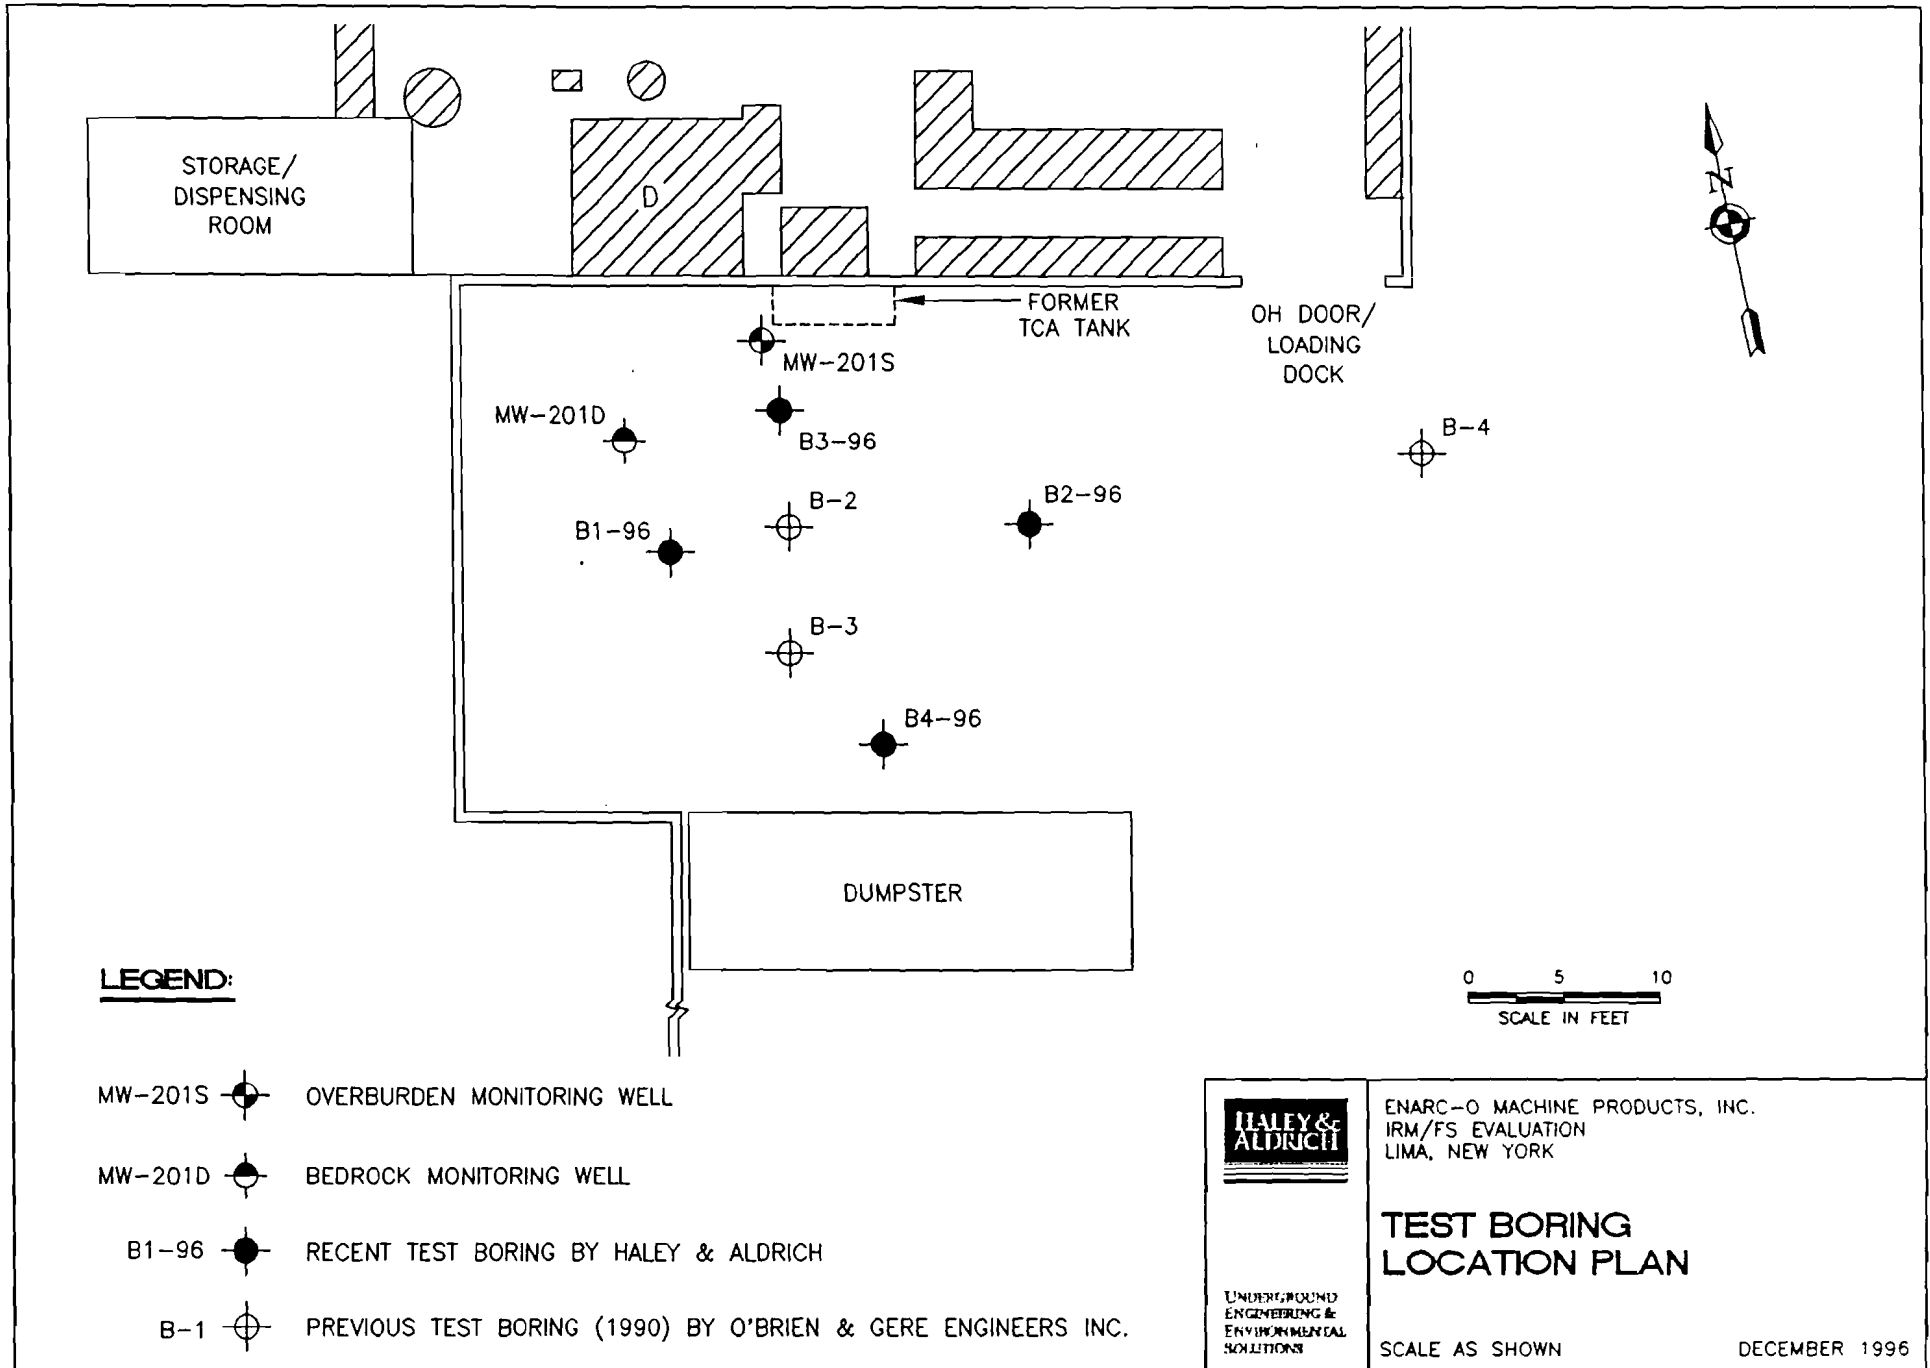 STORAGE/
DISPENSING
ROOM
D
N
FORMER
TCA TANK
OH DOOR/
LOADING
DOCK
MW-201S
MW-201D
B3-96
B-4
B-2
B2-96
B1-96
B-3
B4-96
DUMPSTER
LEGEND:
0 5 10
SCALE IN FEET
MW-201S OVERBURDEN MONITORING WELL
MW-201D BEDROCK MONITORING WELL
B1-96 RECENT TEST BORING BY HALEY & ALDRICH
B-1 PREVIOUS TEST BORING (1990) BY O'BRIEN & GERE ENGINEERS INC.
HALEY &
ALDRICH
UNDERGROUND
ENGINEERING &
ENVIRONMENTAL
SOLUTIONS
ENARC-O MACHINE PRODUCTS, INC.
IRM/FS EVALUATION
LIMA, NEW YORK
TEST BORING
LOCATION PLAN
SCALE AS SHOWN DECEMBER 1996